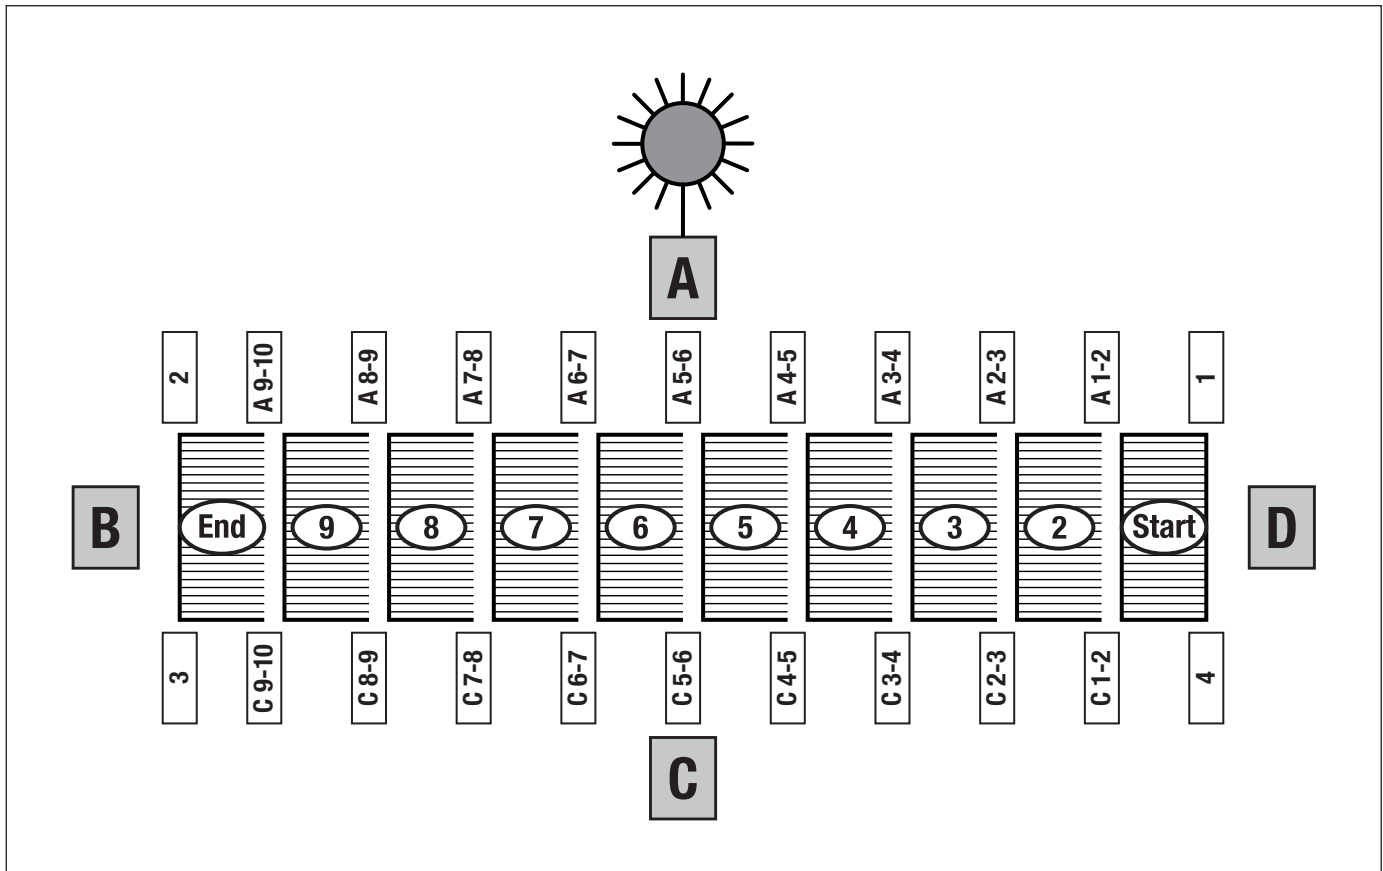 A
2 A 9-10 A 8-9 A 7-8 A 6-7 A 5-6 A 4-5 A 3-4 A 2-3 A 1-2 1
B End 9 8 7 6 5 4 3 2 Start D
3 C 9-10 C 8-9 C 7-8 C 6-7 C 5-6 C 4-5 C 3-4 C 2-3 C 1-2 4
C